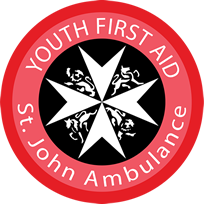 YOUTH FIRST AID
St. John Ambulance